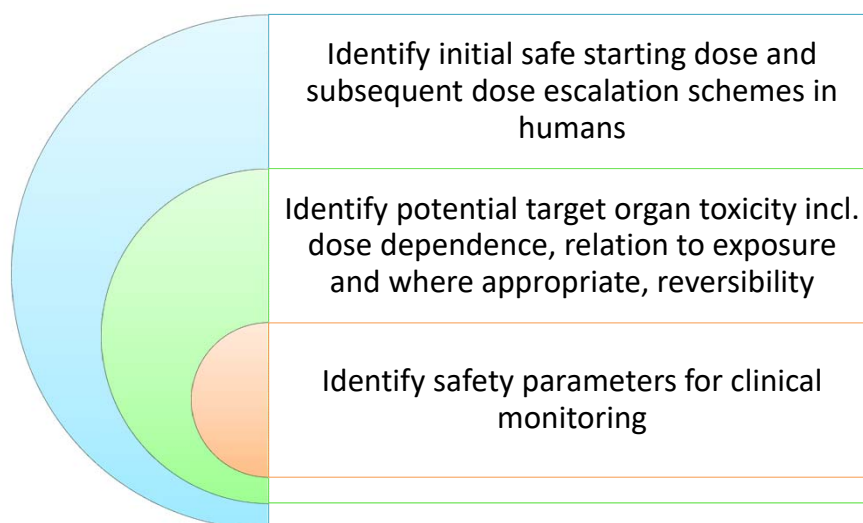 Identify initial safe starting dose and
subsequent dose escalation schemes in
humans
Identify potential target organ toxicity incl.
dose dependence, relation to exposure
and where appropriate, reversibility
Identify safety parameters for clinical
monitoring